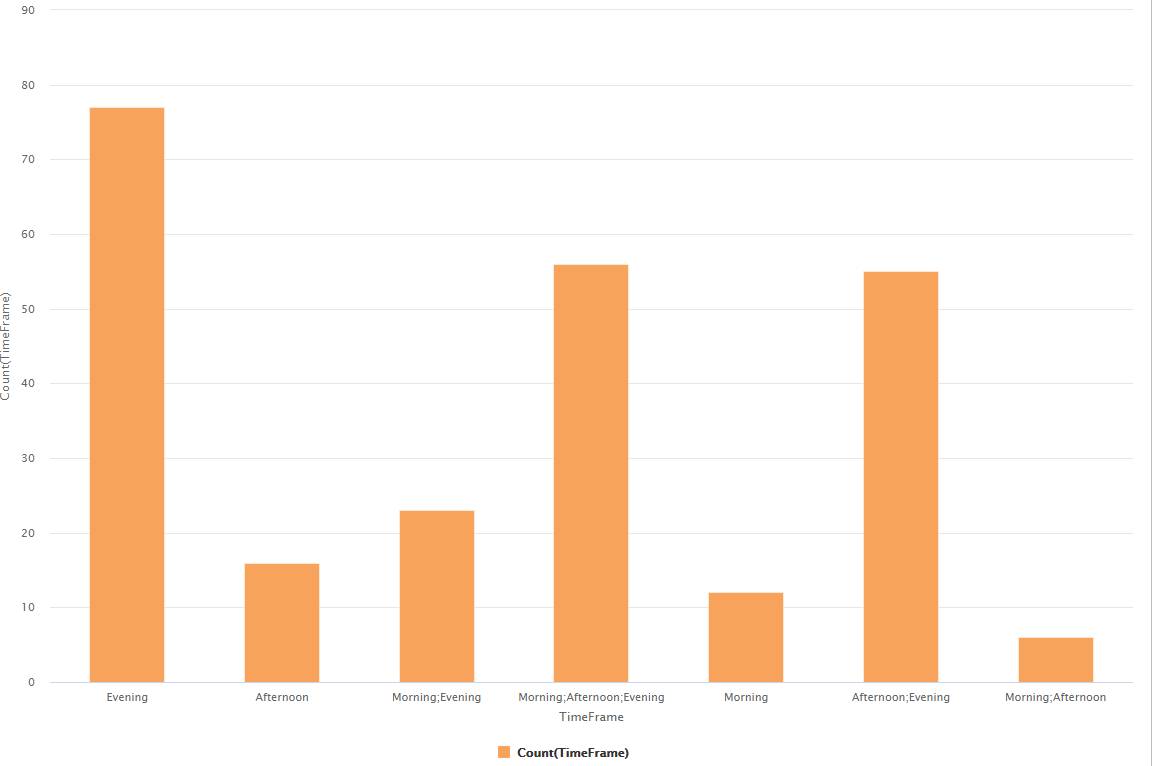 90
80
70
60
50
40
30
20
10
0
Count(TimeFrame)
Evening
Afternoon
Morning;Evening
Morning;Afternoon;Evening
Morning
Afternoon;Evening
Morning;Afternoon
TimeFrame
Count(TimeFrame)